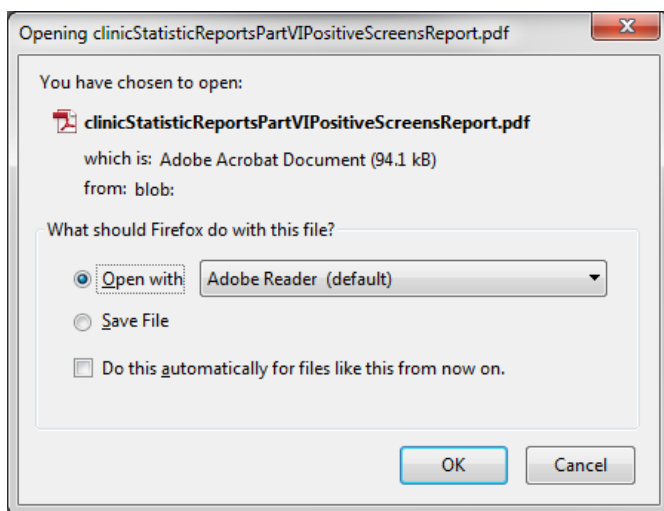 Opening clinicStatisticReportsPartVIPositiveScreensReport.pdf
You have chosen to open:
clinicStatisticReportsPartVIPositiveScreensReport.pdf
which is: Adobe Acrobat Document (94.1 kB)
from: blob:
What should Firefox do with this file?
Open with Adobe Reader (default)
Save File
Do this automatically for files like this from now on.
OK Cancel